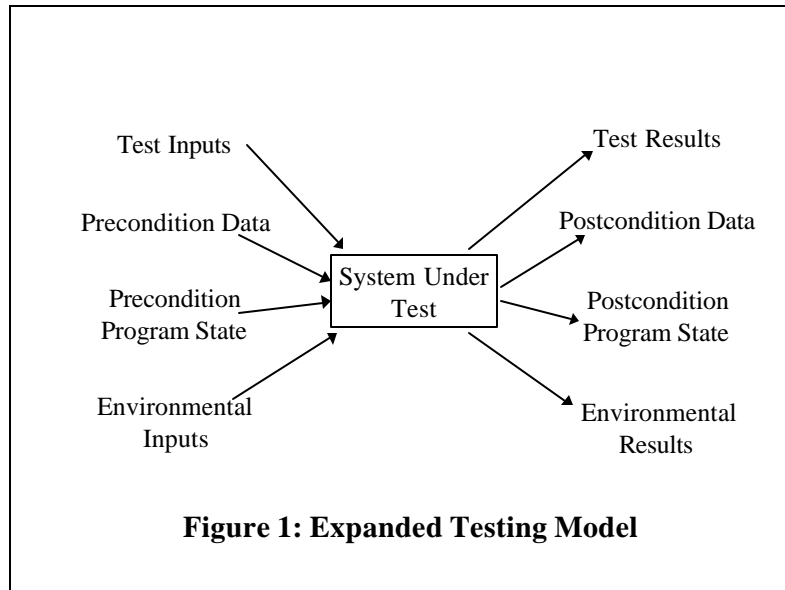 Test Inputs
Test Results
Precondition Data
Postcondition Data
System Under
Test
Precondition
Program State
Postcondition
Program State
Environmental
Inputs
Environmental
Results
Figure 1: Expanded Testing Model